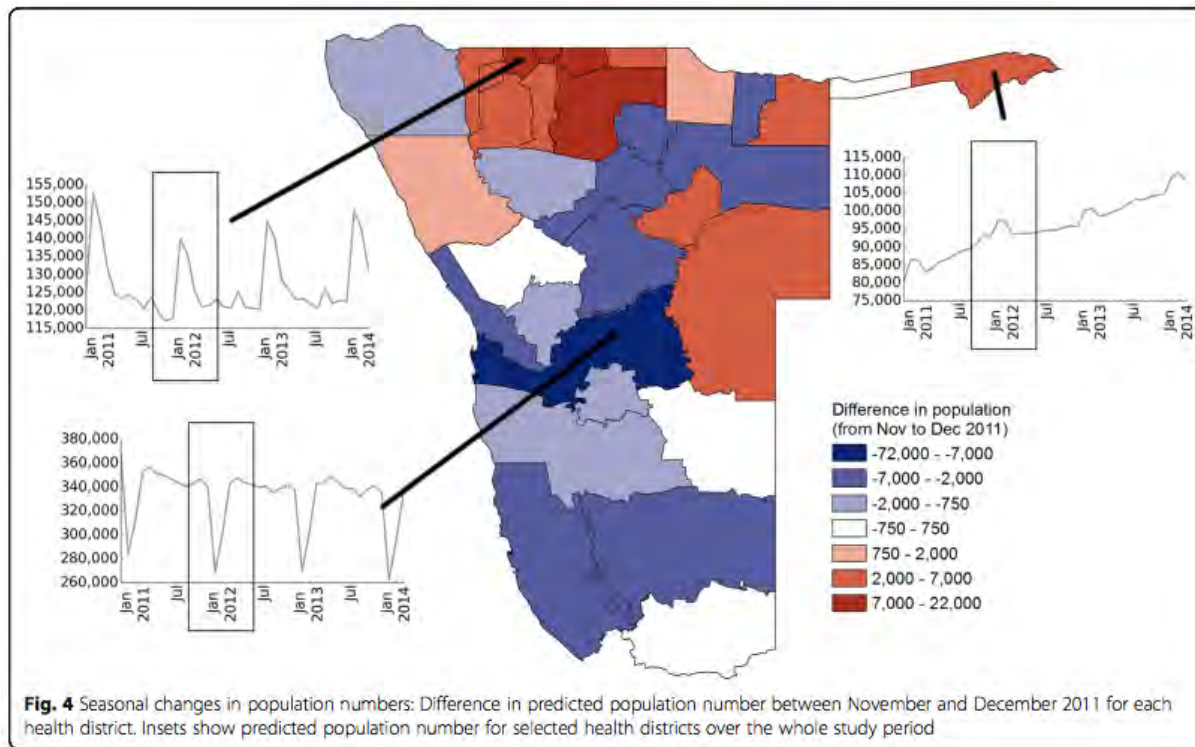 155,000
150,000
145,000
140,000
135,000
130,000
125,000
120,000
115,000
Jan
2011
Jul
Jan
2012
Jul
Jan
2013
Jul
Jan
2014
115,000
110,000
105,000
100,000
95,000
90,000
85,000
80,000
75,000
Jan
2011
Jul
Jan
2012
Jul
Jan
2013
Jul
Jan
2014
380,000
360,000
340,000
320,000
300,000
280,000
260,000
Jan
2011
Jul
Jan
2012
Jul
Jan
2013
Jul
Jan
2014
Difference in population
(from Nov to Dec 2011)
-72,000 - -7,000
-7,000 - -2,000
-2,000 - -750
-750 - 750
750 - 2,000
2,000 - 7,000
7,000 - 22,000
Fig. 4 Seasonal changes in population numbers: Difference in predicted population number between November and December 2011 for each
health district. Insets show predicted population number for selected health districts over the whole study period